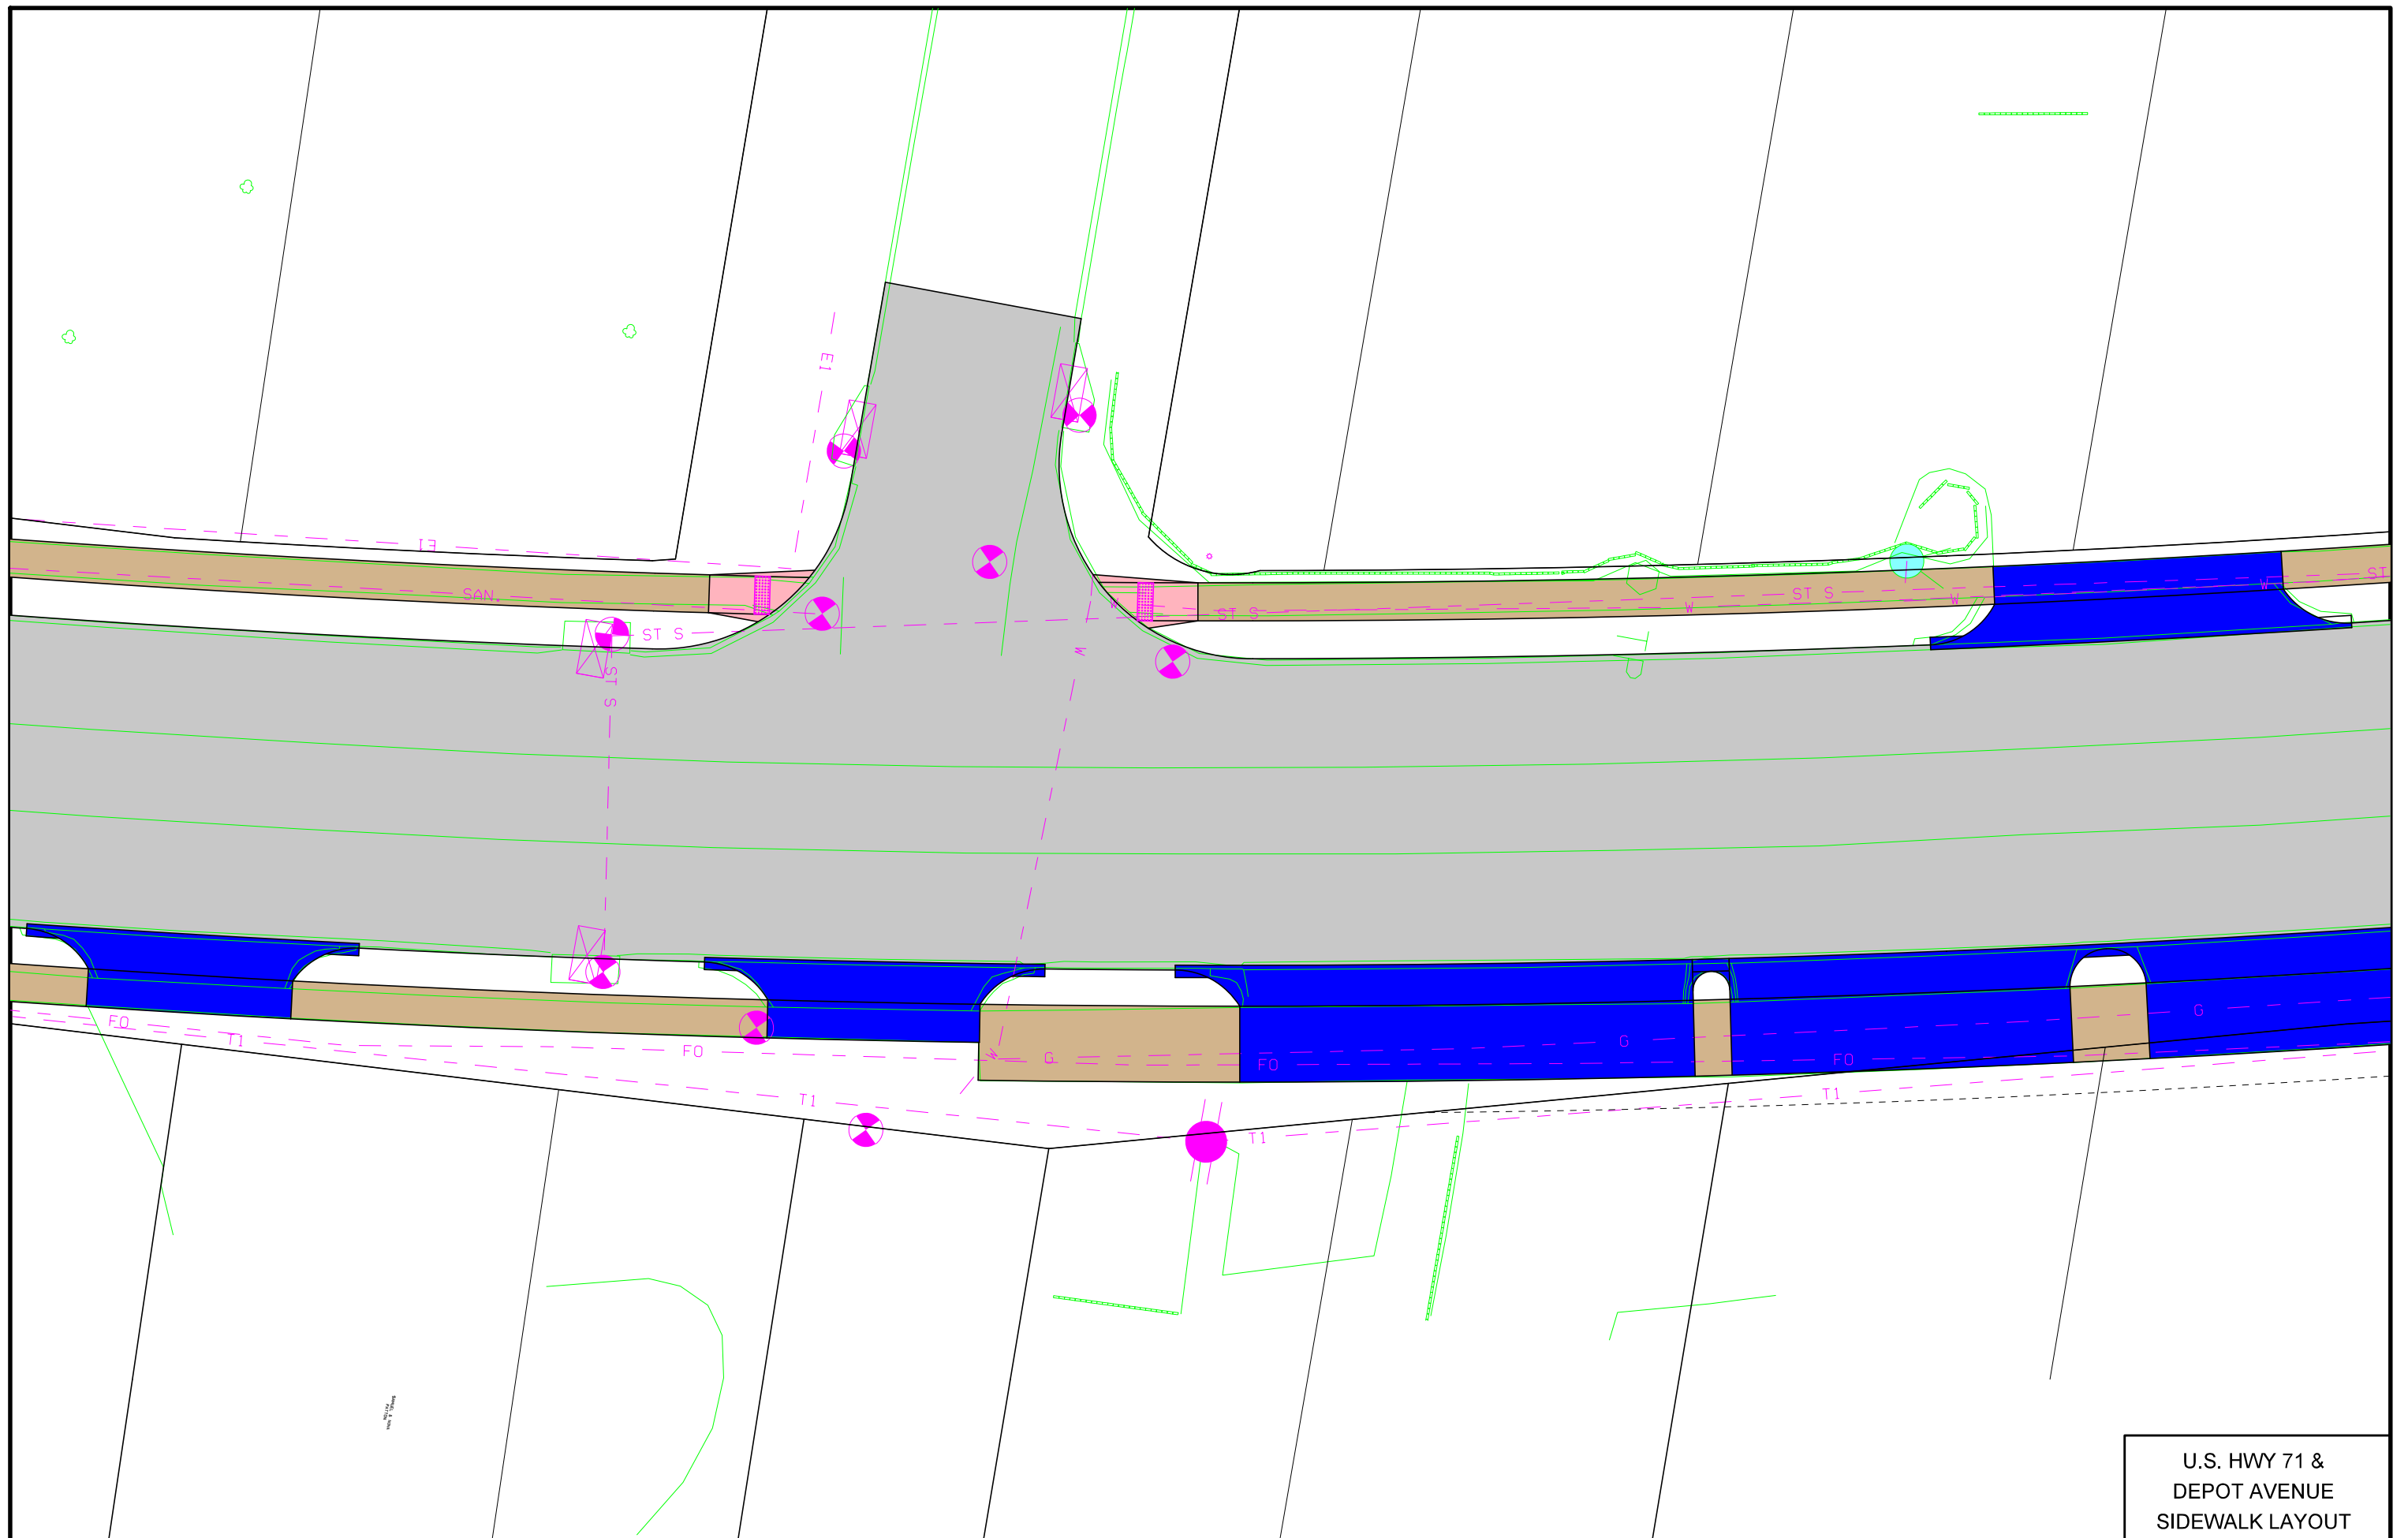 E1
E1
SAN.
ST S
ST S
W
ST S
W
W
ST S
W
W
ST
FO
T1
FO
W
G
FO
T1
T1
G
FO
T1
G
U.S. HWY 71 &
DEPOT AVENUE
SIDEWALK LAYOUT